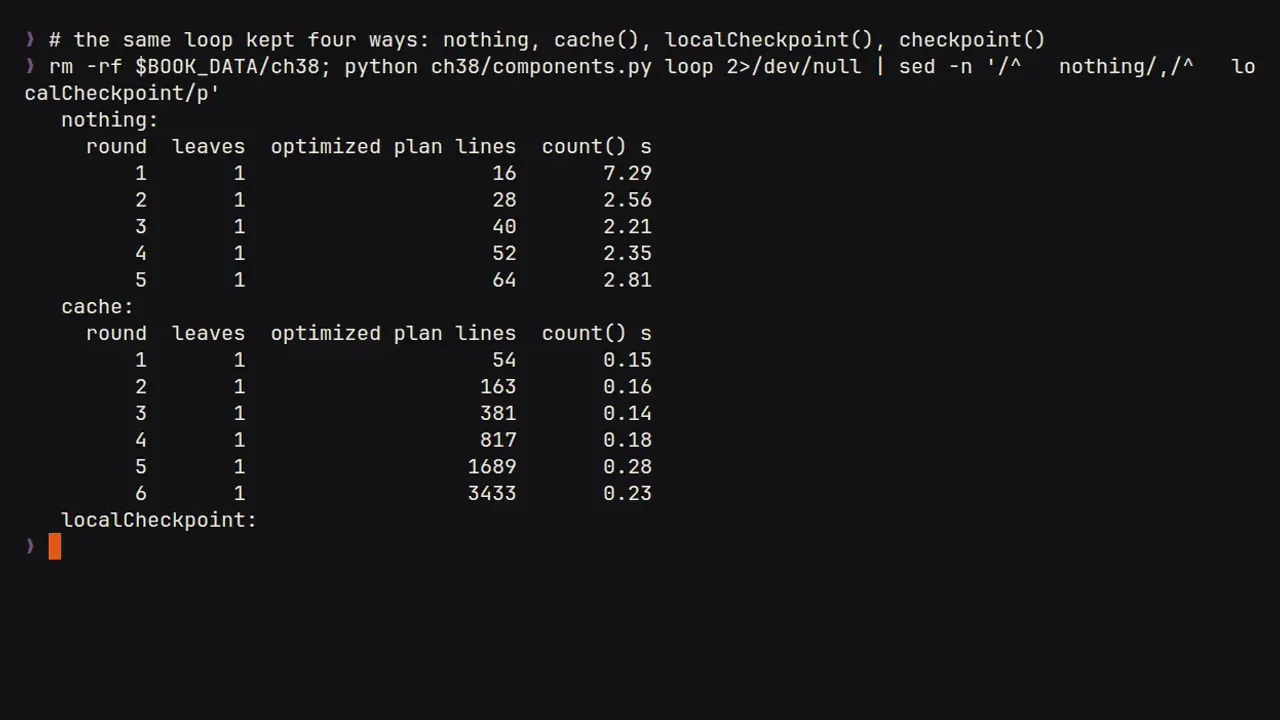 ❯ # the same loop kept four ways: nothing, cache(), localCheckpoint(), checkpoint()
❯ rm -rf $BOOK_DATA/ch38; python ch38/components.py loop 2>/dev/null | sed -n '/^   nothing/,/^   lo
calCheckpoint/p'
   nothing:
     round  leaves  optimized plan lines  count() s
         1       1                    16       7.29
         2       1                    28       2.56
         3       1                    40       2.21
         4       1                    52       2.35
         5       1                    64       2.81
   cache:
     round  leaves  optimized plan lines  count() s
         1       1                    54       0.15
         2       1                   163       0.16
         3       1                   381       0.14
         4       1                   817       0.18
         5       1                  1689       0.28
         6       1                  3433       0.23
   localCheckpoint:
❯